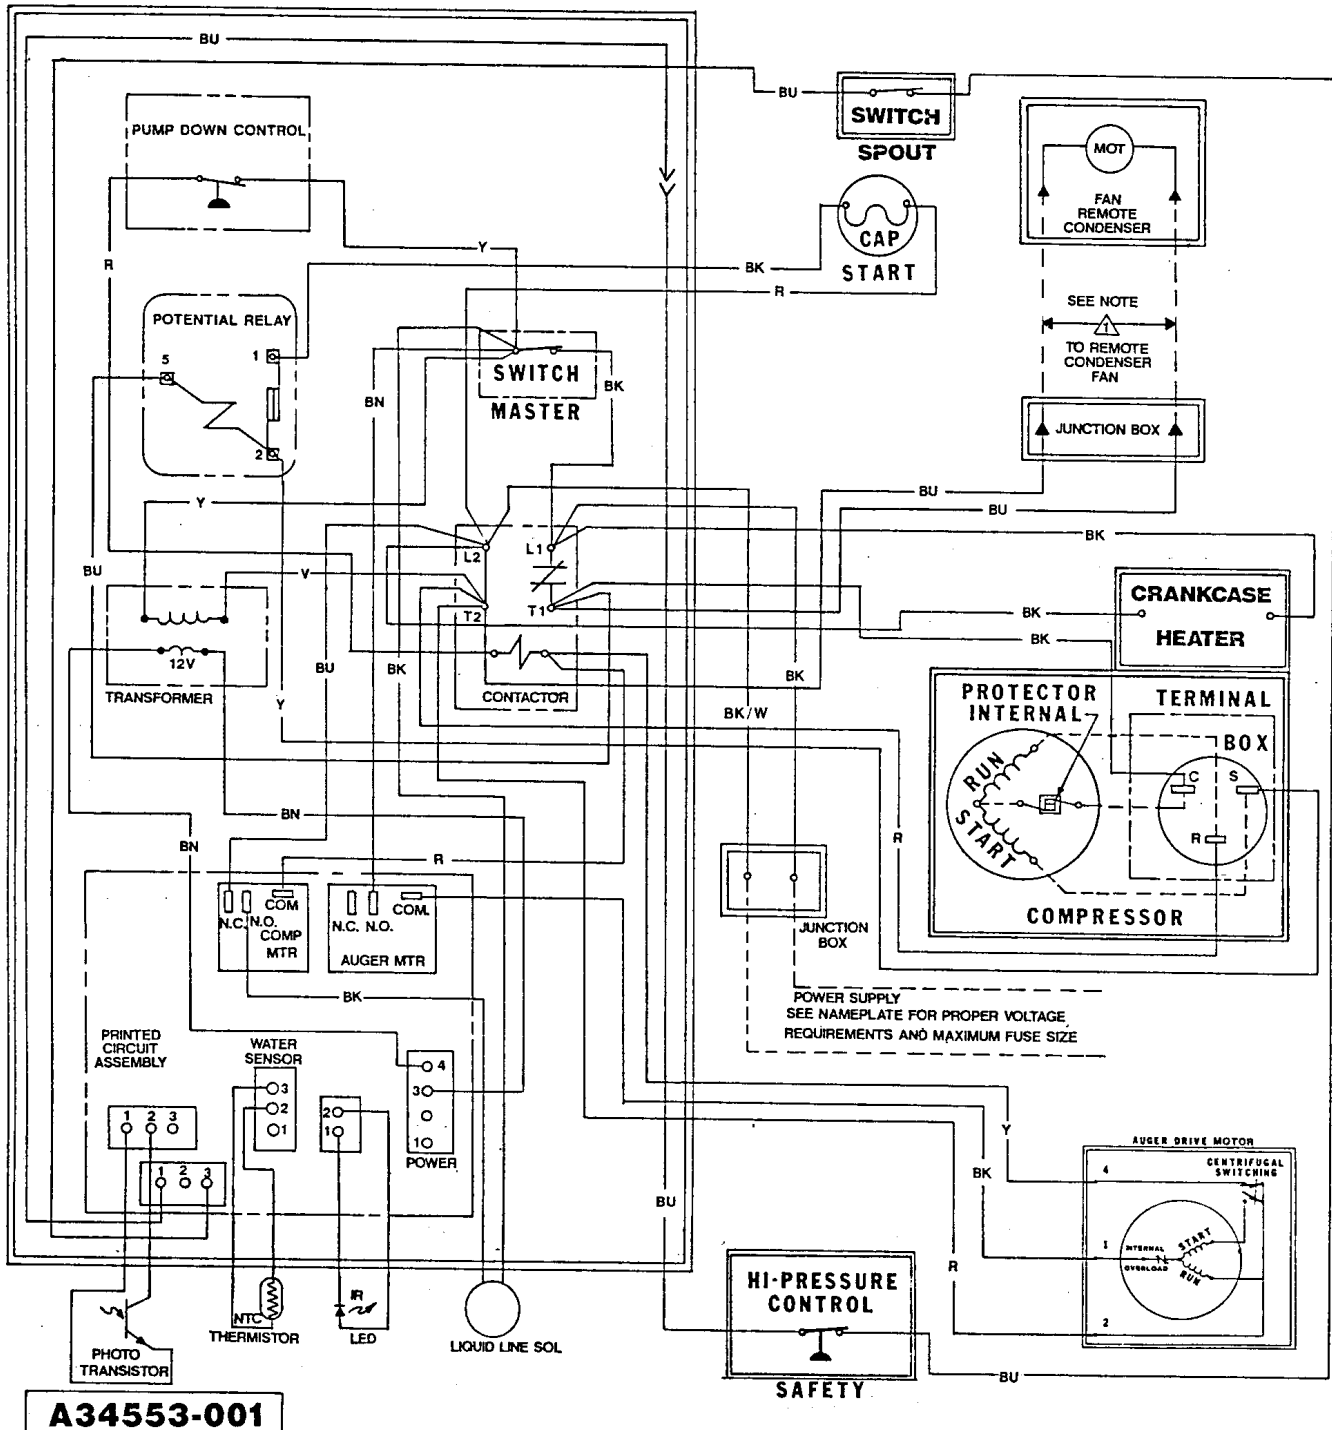 BU
BU
SWITCH
SPOUT
MOT
FAN
REMOTE
CONDENSER
PUMP DOWN CONTROL
R
Y
BK
R
CAP
START
SEE NOTE
1
TO REMOTE
CONDENSER
FAN
POTENTIAL RELAY
5
1
2
SWITCH
MASTER
BK
BN
JUNCTION BOX
Y
BU
BU
BK
L2
L1
T2
T1
BU
V
BU
BK
12V
TRANSFORMER
Y
CONTACTOR
CRANKCASE
HEATER
BK
BK
BK
BK/W
PROTECTOR
INTERNAL
TERMINAL
BOX
RUN
START
C
S
R
COMPRESSOR
R
BN
BN
R
N.C.
N.O.
COM
COMP
MTR
N.C. N.O.
COM.
AUGER MTR
BK
JUNCTION
BOX
POWER SUPPLY
SEE NAMEPLATE FOR PROPER VOLTAGE
REQUIREMENTS AND MAXIMUM FUSE SIZE
PRINTED
CIRCUIT
ASSEMBLY
WATER
SENSOR
3
2
1
2
1
4
3
1
POWER
1 2 3
1 2 3
Y
BK
R
BU
AUGER DRIVE MOTOR
CENTRIFUGAL
SWITCHING
4
1
2
INTERNAL
OVERLOAD
START
RUN
HI-PRESSURE
CONTROL
SAFETY
BU
PHOTO
TRANSISTOR
NTC
THERMISTOR
IR
LED
LIQUID LINE SOL
A34553-001